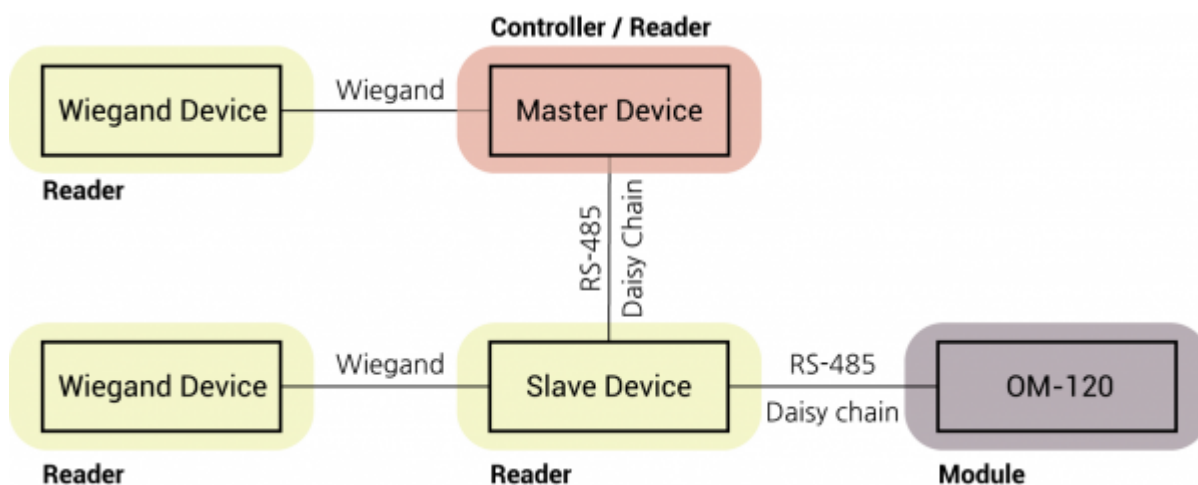 Controller / Reader
Wiegand Device
Wiegand
Master Device
Reader
RS-485
Daisy Chain
Wiegand Device
Wiegand
Slave Device
RS-485
Daisy chain
OM-120
Reader
Reader
Module